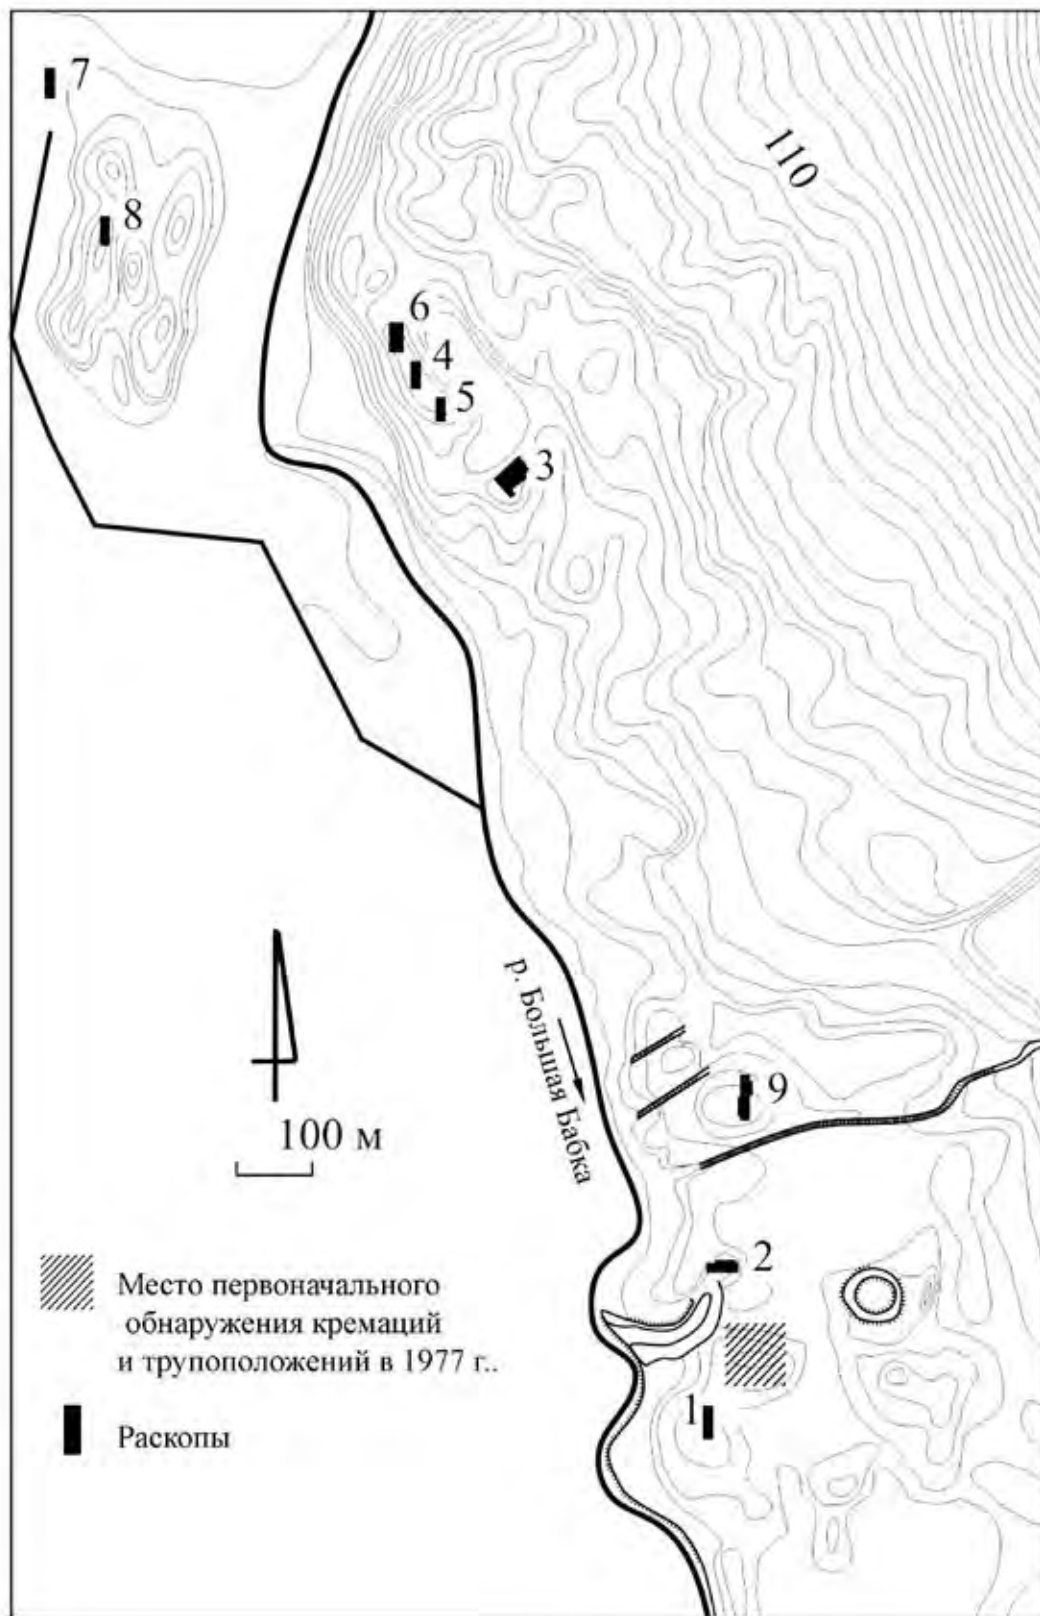 7
110
8
6
4
5
3
р. Большая Бабка
100 м
9
2
Место первоначального
обнаружения кремаций
и трупоположений в 1977 г..
1
Раскопы